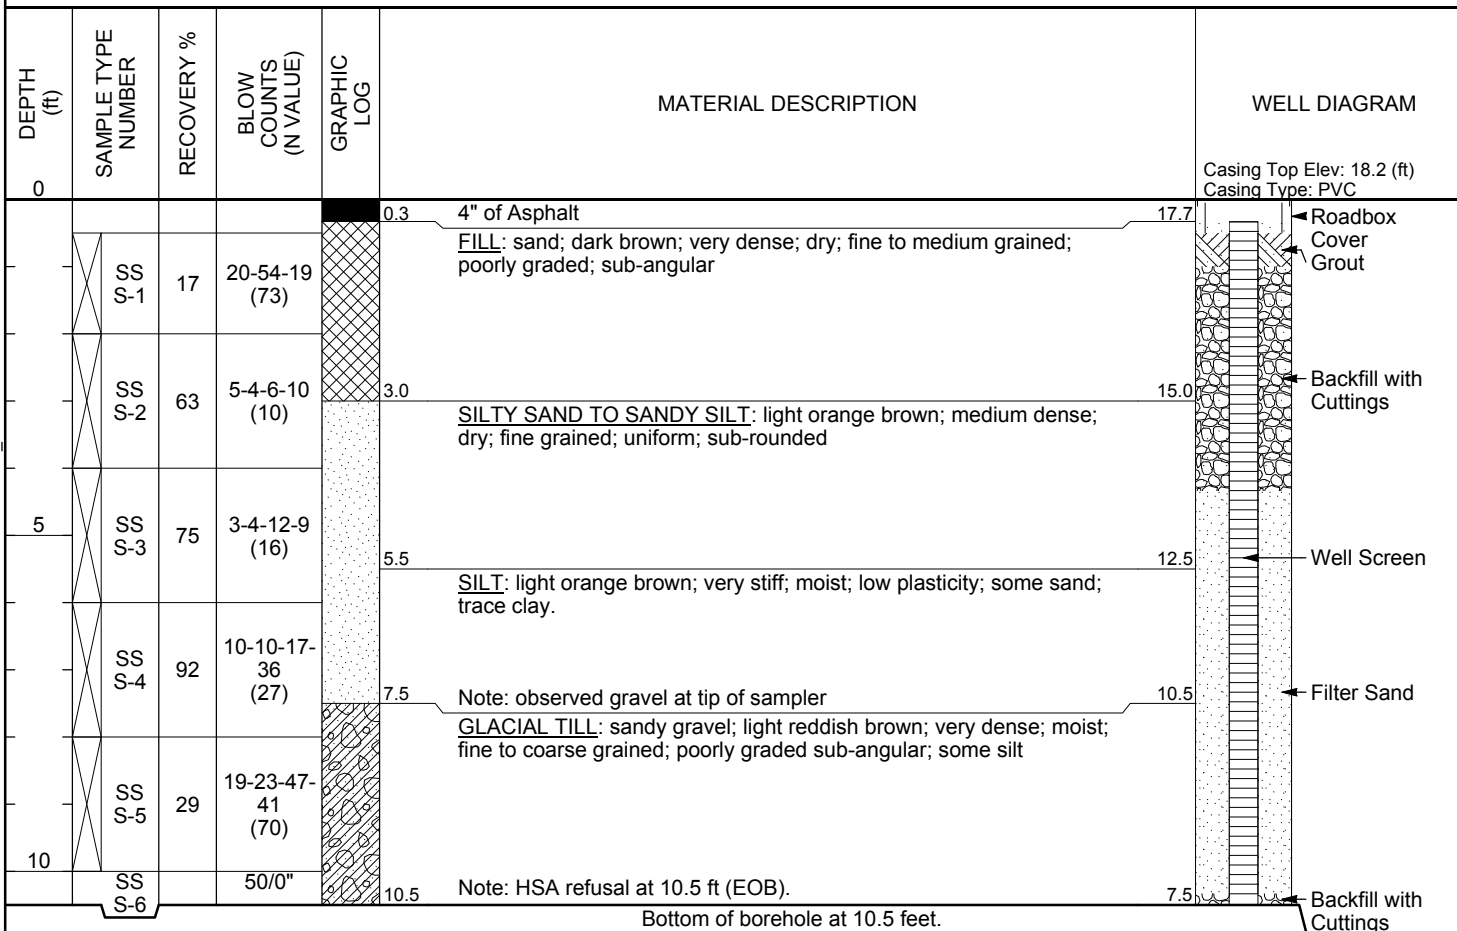 DEPTH
(ft)
SAMPLE TYPE
NUMBER
RECOVERY %
BLOW
COUNTS
(N VALUE)
GRAPHIC
LOG
MATERIAL DESCRIPTION
WELL DIAGRAM
Casing Top Elev: 18.2 (ft)
Casing Type: PVC
0
0.3
4" of Asphalt
17.7
Roadbox
Cover
Grout
FILL: sand; dark brown; very dense; dry; fine to medium grained;
poorly graded; sub-angular
SS
S-1
17
20-54-19
(73)
SS
S-2
63
5-4-6-10
(10)
3.0
15.0
Backfill with
Cuttings
SILTY SAND TO SANDY SILT: light orange brown; medium dense;
dry; fine grained; uniform; sub-rounded
5
SS
S-3
75
3-4-12-9
(16)
5.5
12.5
Well Screen
SILT: light orange brown; very stiff; moist; low plasticity; some sand;
trace clay.
SS
S-4
92
10-10-17-
36
(27)
7.5
Note: observed gravel at tip of sampler
10.5
Filter Sand
GLACIAL TILL: sandy gravel; light reddish brown; very dense; moist;
fine to coarse grained; poorly graded sub-angular; some silt
SS
S-5
29
19-23-47-
41
(70)
10
SS
S-6
50/0"
10.5
Note: HSA refusal at 10.5 ft (EOB).
7.5
Backfill with
Cuttings
Bottom of borehole at 10.5 feet.